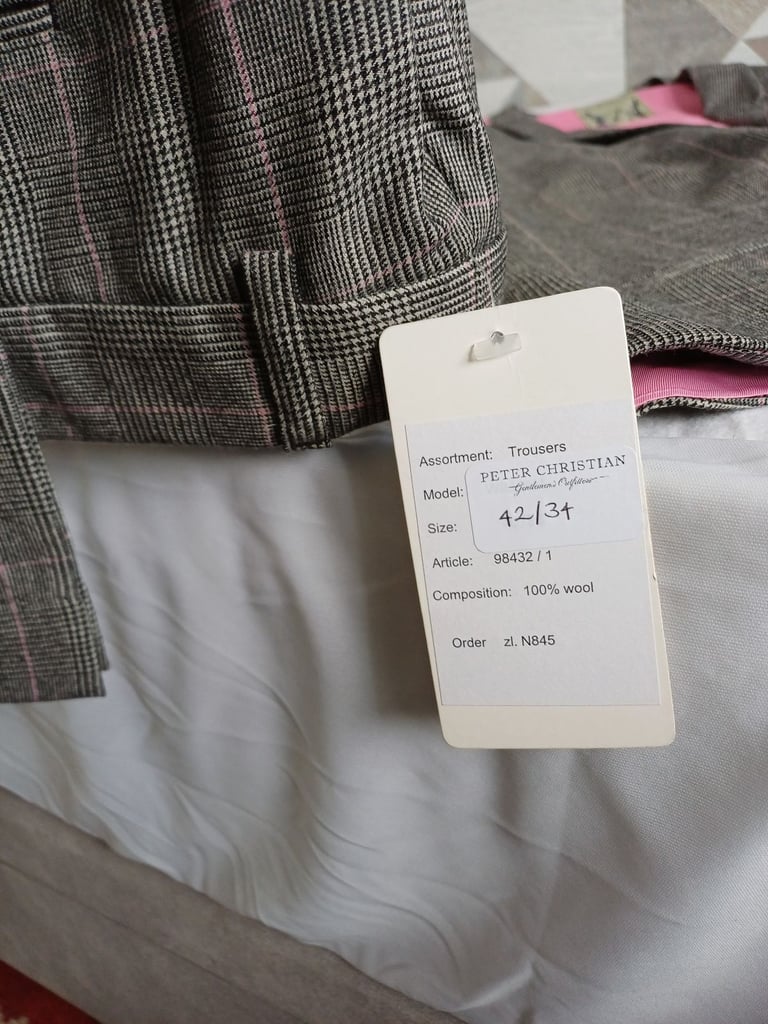 Assortment: Trousers
PETER CHRISTIAN
Gentlemen's Outfitters
Model:
42/34
Size:
Article: 98432 / 1
Composition: 100% wool
Order zl. N845